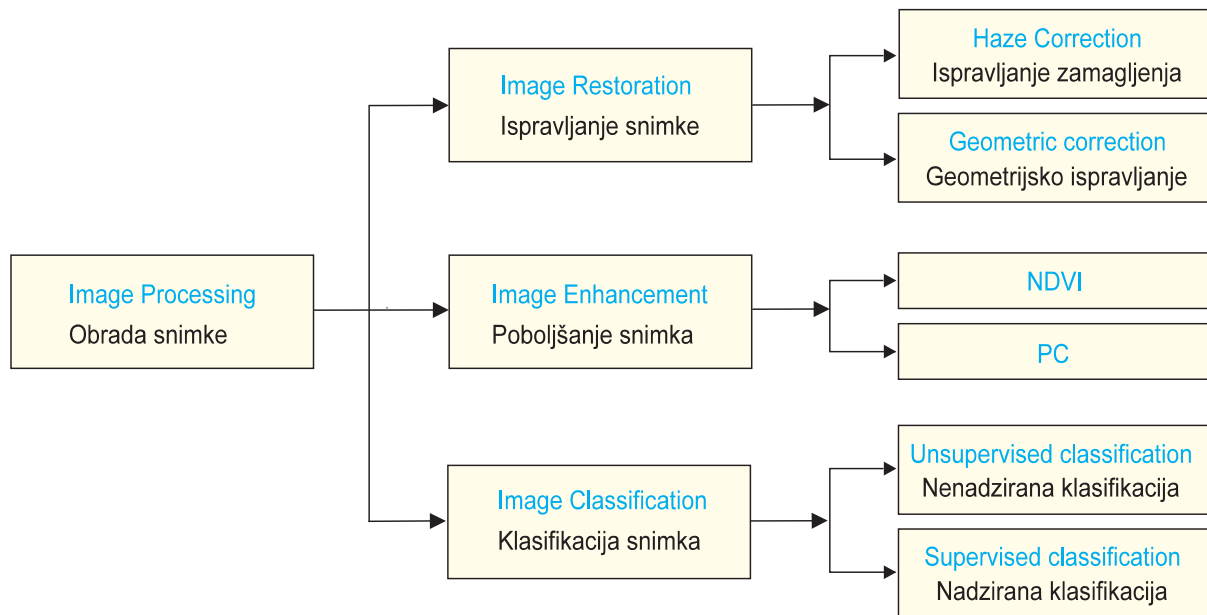 Image Processing
Obrada snimke
Image Restoration
Ispravljanje snimke
Haze Correction
Ispravljanje zamagljenja
Geometric correction
Geometrijsko ispravljanje
Image Enhancement
Poboljšanje snimka
NDVI
PC
Image Classification
Klasifikacija snimka
Unsupervised classification
Nenadzirana klasifikacija
Supervised classification
Nadzirana klasifikacija